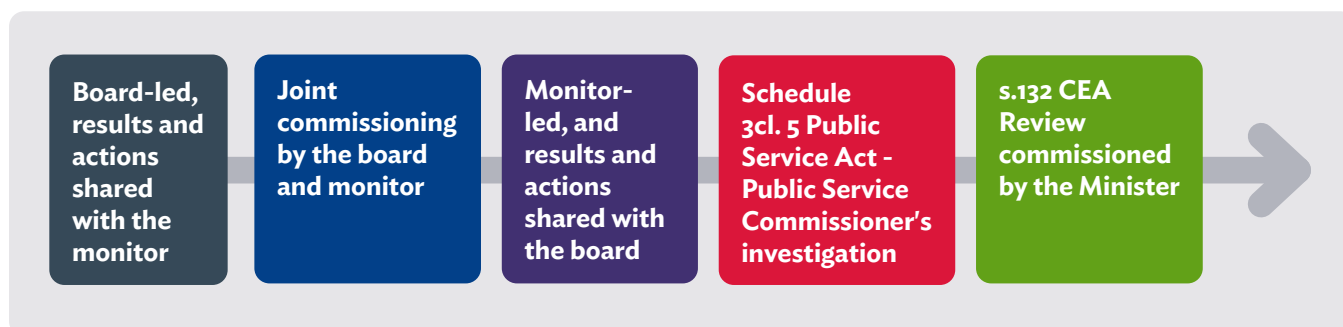 Board-led,
results and
actions
shared
with the
monitor
Joint
commissioning
by the board
and monitor
Monitor-
led, and
results and
actions
shared with
the board
Schedule
3cl. 5 Public
Service Act -
Public Service
Commissioner's
investigation
s.132 CEA
Review
commissioned
by the Minister